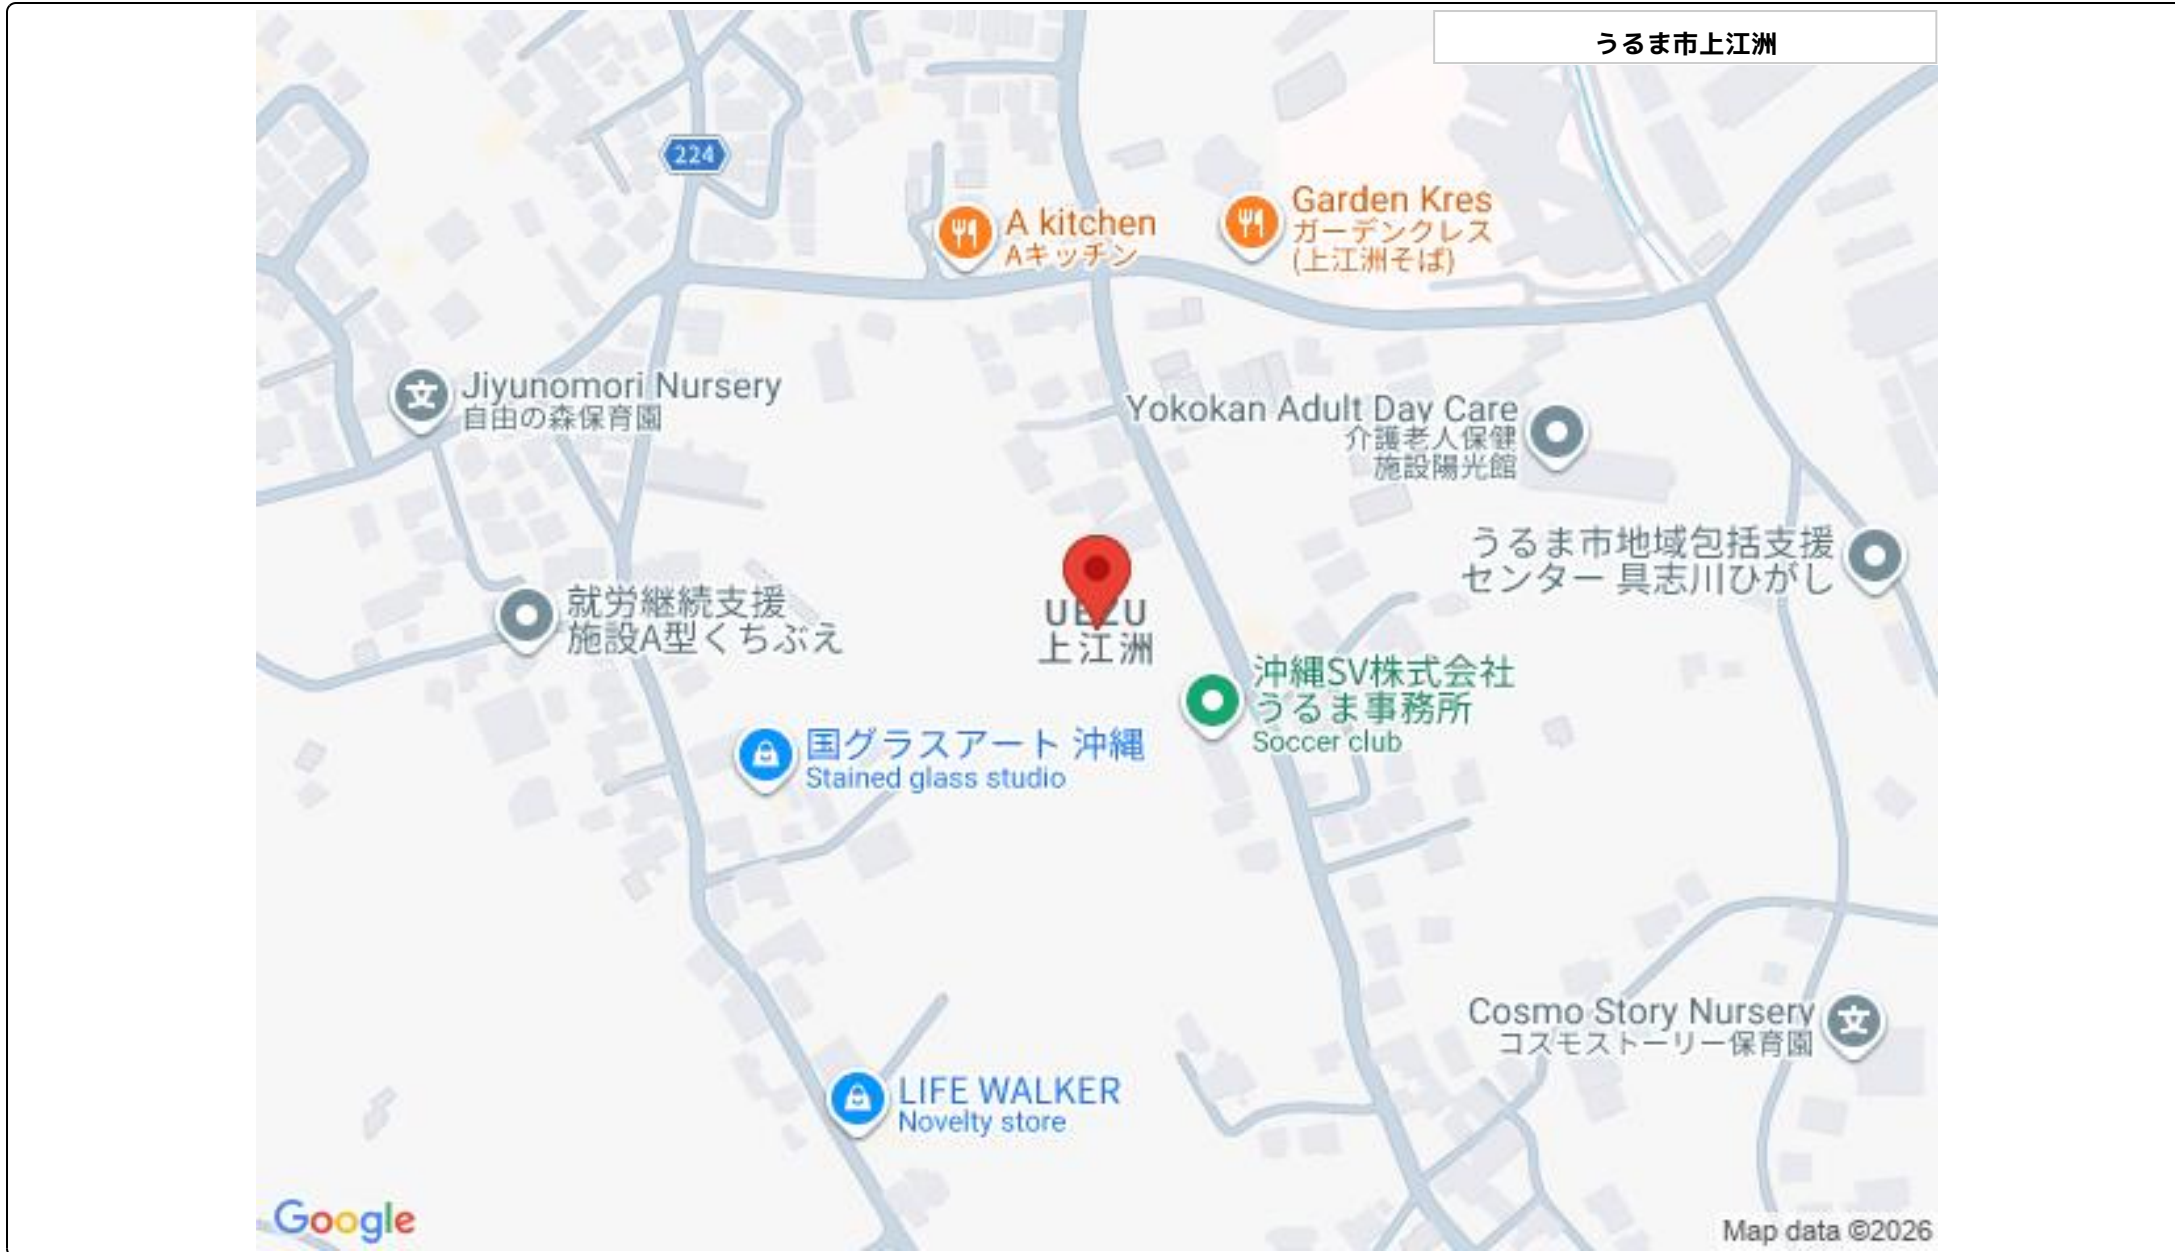 うるま市上江洲
224
A kitchen
Aキッチン
Garden Kres
ガーデンクレス
(上江洲そば)
Jiyunomori Nursery
自由の森保育園
Yokokan Adult Day Care
介護老人保健
施設陽光館
うるま市地域包括支援
センター 具志川ひがし
就労継続支援
施設A型くちぶえ
UEZU
上江洲
沖縄SV株式会社
うるま事務所
Soccer club
国グラスアート 沖縄
Stained glass studio
Cosmo Story Nursery
コスモストーリー保育園
LIFE WALKER
Novelty store
Google
Map data ©2026